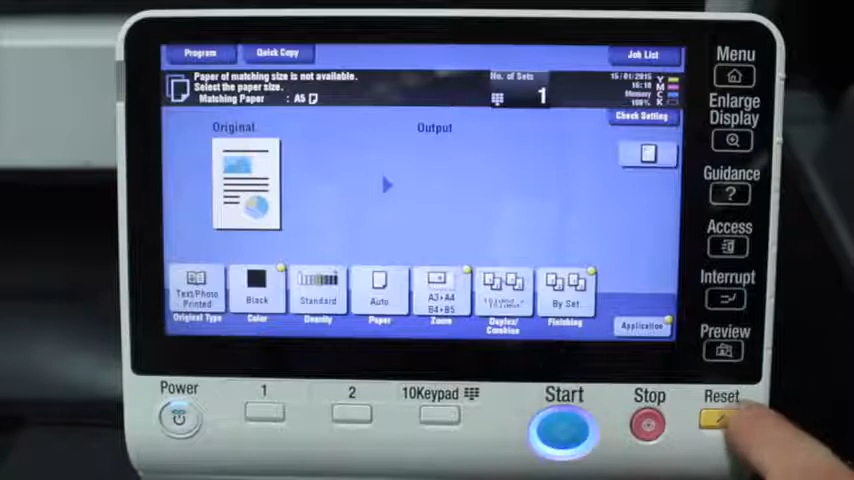 Program
Quick Copy
Job List
Menu
Paper of matching size is not available.
Select the paper size.
Matching Paper : A5
No. of Sets
1
15/01/2015
Memory
100%
Y
M
C
K
Check Setting
Enlarge
Display
Original
Output
Guidance
Access
Interrupt
Preview
Text/Photo
Printed
Original Type
Black
Color
Standard
Density
Auto
Paper
A3→A4
B4→B5
Zoom
Duplex/
Combine
By Set
Finishing
Application
Power
1
2
10Keypad
Start
Stop
Reset